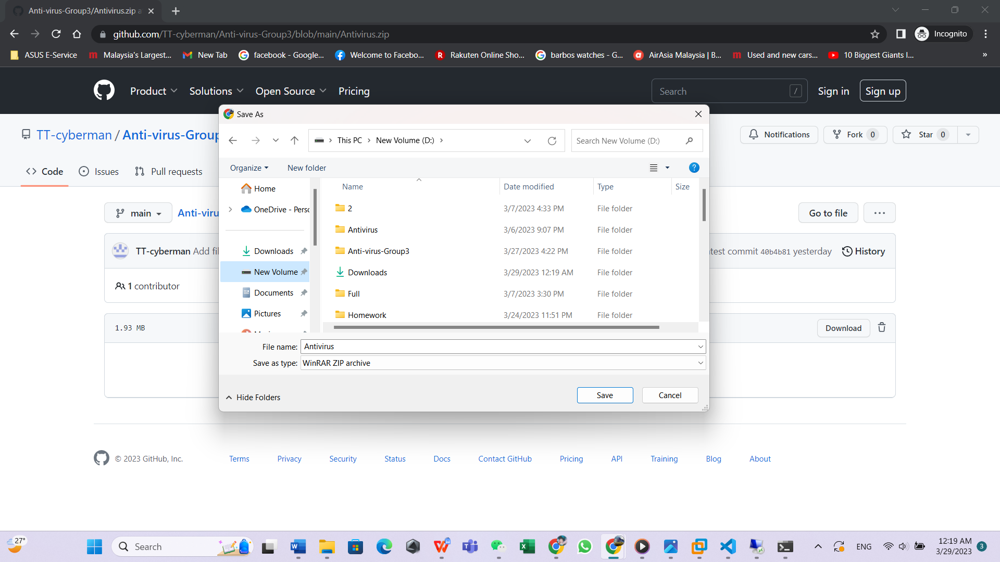 Anti-virus-Group3/Antivirus.zip a
github.com/TT-cyberman/Anti-virus-Group3/blob/main/Antivirus.zip
Incognito
ASUS E-Service
Malaysia's Largest...
New Tab
facebook - Google...
Welcome to Facebo...
Rakuten Online Sho...
barbos watches - G...
AirAsia Malaysia | B...
Used and new cars...
10 Biggest Giants I...
»
Product
Solutions
Open Source
Pricing
Search /
Sign in
Sign up
Save As
TT-cyberman / Anti-virus-Group
Notifications
Fork 0
Star 0
This PC > New Volume (D:) >
Search New Volume (D:)
Organize
New folder
?
Code
Issues
Pull requests
Home
OneDrive - Perso
Downloads
New Volume
Documents
Pictures
Name Date modified Type Size
2 3/7/2023 4:33 PM File folder
Antivirus 3/6/2023 9:07 PM File folder
Anti-virus-Group3 3/27/2023 4:22 PM File folder
Downloads 3/29/2023 12:19 AM File folder
Full 3/7/2023 3:30 PM File folder
Homework 3/24/2023 11:51 PM File folder
main
Anti-viru
Go to file
...
TT-cyberman Add fil
test commit 40b4b81 yesterday
History
1 contributor
1.93 MB
Download
File name: Antivirus
Save as type: WinRAR ZIP archive
Hide Folders
Save
Cancel
© 2023 GitHub, Inc.
Terms
Privacy
Security
Status
Docs
Contact GitHub
Pricing
API
Training
Blog
About
27°
Search
ENG
12:19 AM
3/29/2023
3